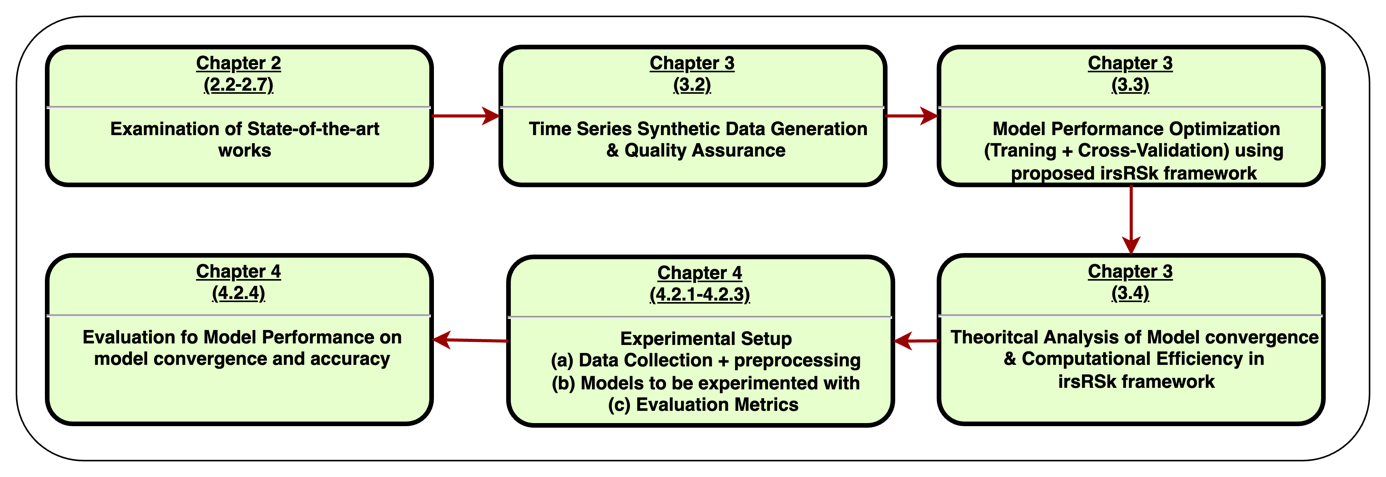 Chapter 2
(2.2-2.7)
Examination of State-of-the-art
works
Chapter 3
(3.2)
Time Series Synthetic Data Generation
& Quality Assurance
Chapter 3
(3.3)
Model Performance Optimization
(Traning + Cross-Validation) using
proposed irsRSk framework
Chapter 3
(3.4)
Theoritcal Analysis of Model convergence
& Computational Efficiency in
irsRSk framework
Chapter 4
(4.2.1-4.2.3)
Experimental Setup
(a) Data Collection + preprocessing
(b) Models to be experimented with
(c) Evaluation Metrics
Chapter 4
(4.2.4)
Evaluation fo Model Performance on
model convergence and accuracy